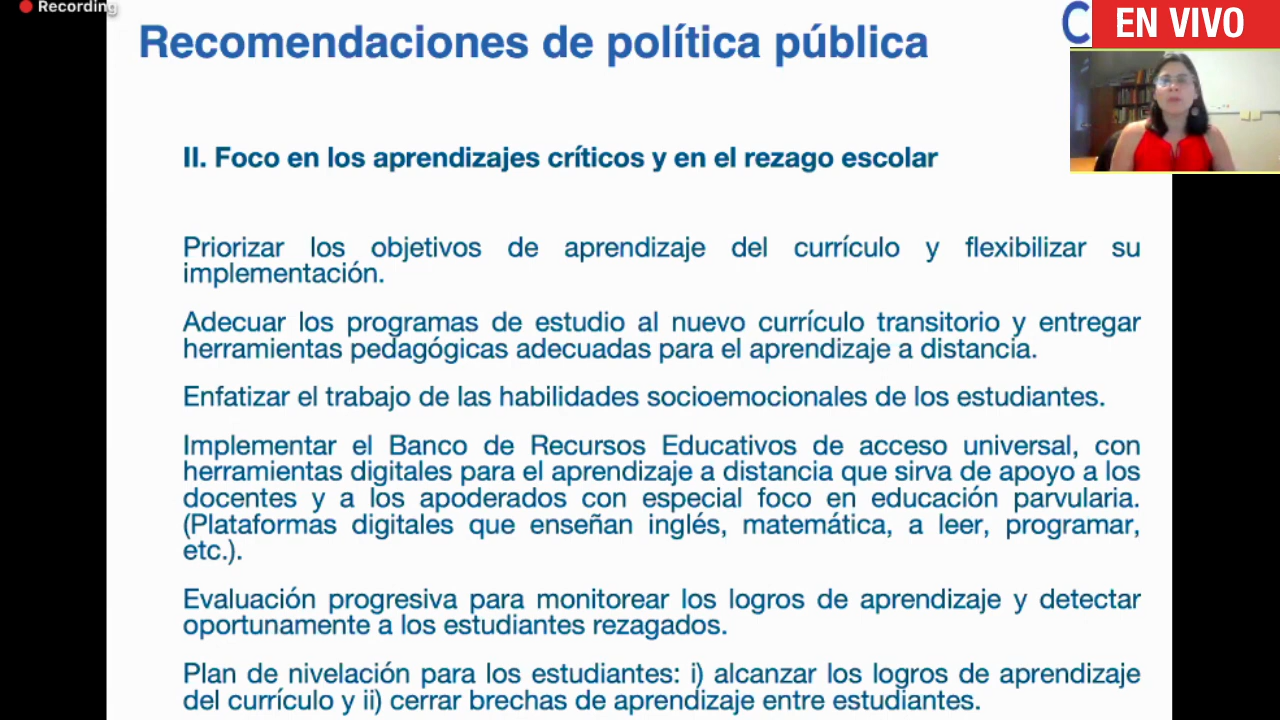 Recording
Recomendaciones de política pública
C EN VIVO
II. Foco en los aprendizajes críticos y en el rezago escolar
Priorizar los objetivos de aprendizaje del currículo y flexibilizar su
implementación.
Adecuar los programas de estudio al nuevo currículo transitorio y entregar
herramientas pedagógicas adecuadas para el aprendizaje a distancia.
Enfatizar el trabajo de las habilidades socioemocionales de los estudiantes.
Implementar el Banco de Recursos Educativos de acceso universal, con
herramientas digitales para el aprendizaje a distancia que sirva de apoyo a los
docentes y a los apoderados con especial foco en educación parvularia.
(Plataformas digitales que enseñan inglés, matemática, a leer, programar,
etc.).
Evaluación progresiva para monitorear los logros de aprendizaje y detectar
oportunamente a los estudiantes rezagados.
Plan de nivelación para los estudiantes: i) alcanzar los logros de aprendizaje
del currículo y ii) cerrar brechas de aprendizaje entre estudiantes.